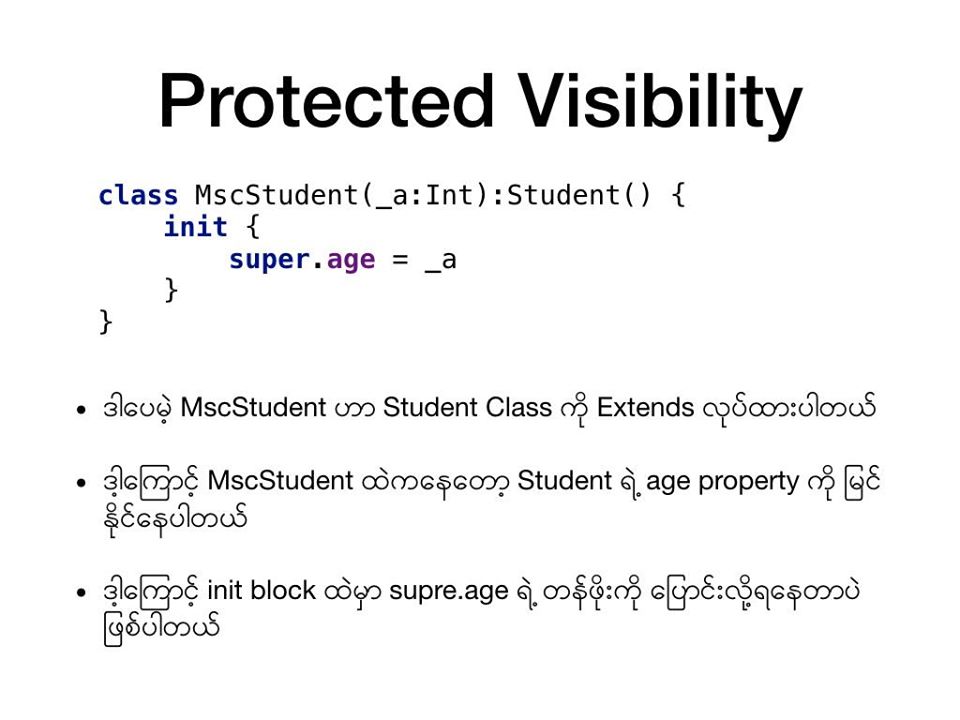 Protected Visibility
class MscStudent(_a:Int):Student() {
    init {
        super.age = _a
    }
}
• ဒါပေမဲ့ MscStudent ဟာ Student Class ကို Extends လုပ်ထားပါတယ်
• ဒါ့ကြောင့် MscStudent ထဲကနေတော့ Student ရဲ့ age property ကို မြင်
နိုင်နေပါတယ်
• ဒါ့ကြောင့် init block ထဲမှာ supre.age ရဲ့ တန်ဖိုးကို ပြောင်းလို့ရနေတာပဲ
ဖြစ်ပါတယ်